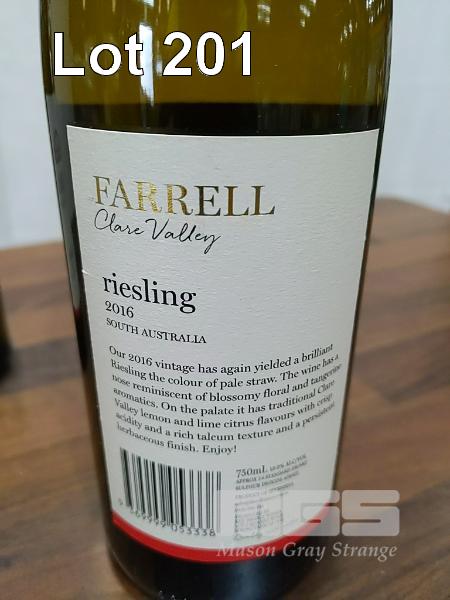 Lot 201
FARRELL
Clare Valley
riesling
2016
SOUTH AUSTRALIA
Our 2016 vintage has again yielded a brilliant
Riesling the colour of pale straw. The wine has a
nose reminiscent of blossomy floral and tangerine
aromatics. On the palate it has traditional Clare
Valley lemon and lime citrus flavours with crisp
acidity and a rich talcum texture and a persistent
herbaceous finish. Enjoy!
750mL
MGS
Mason Gray Strange